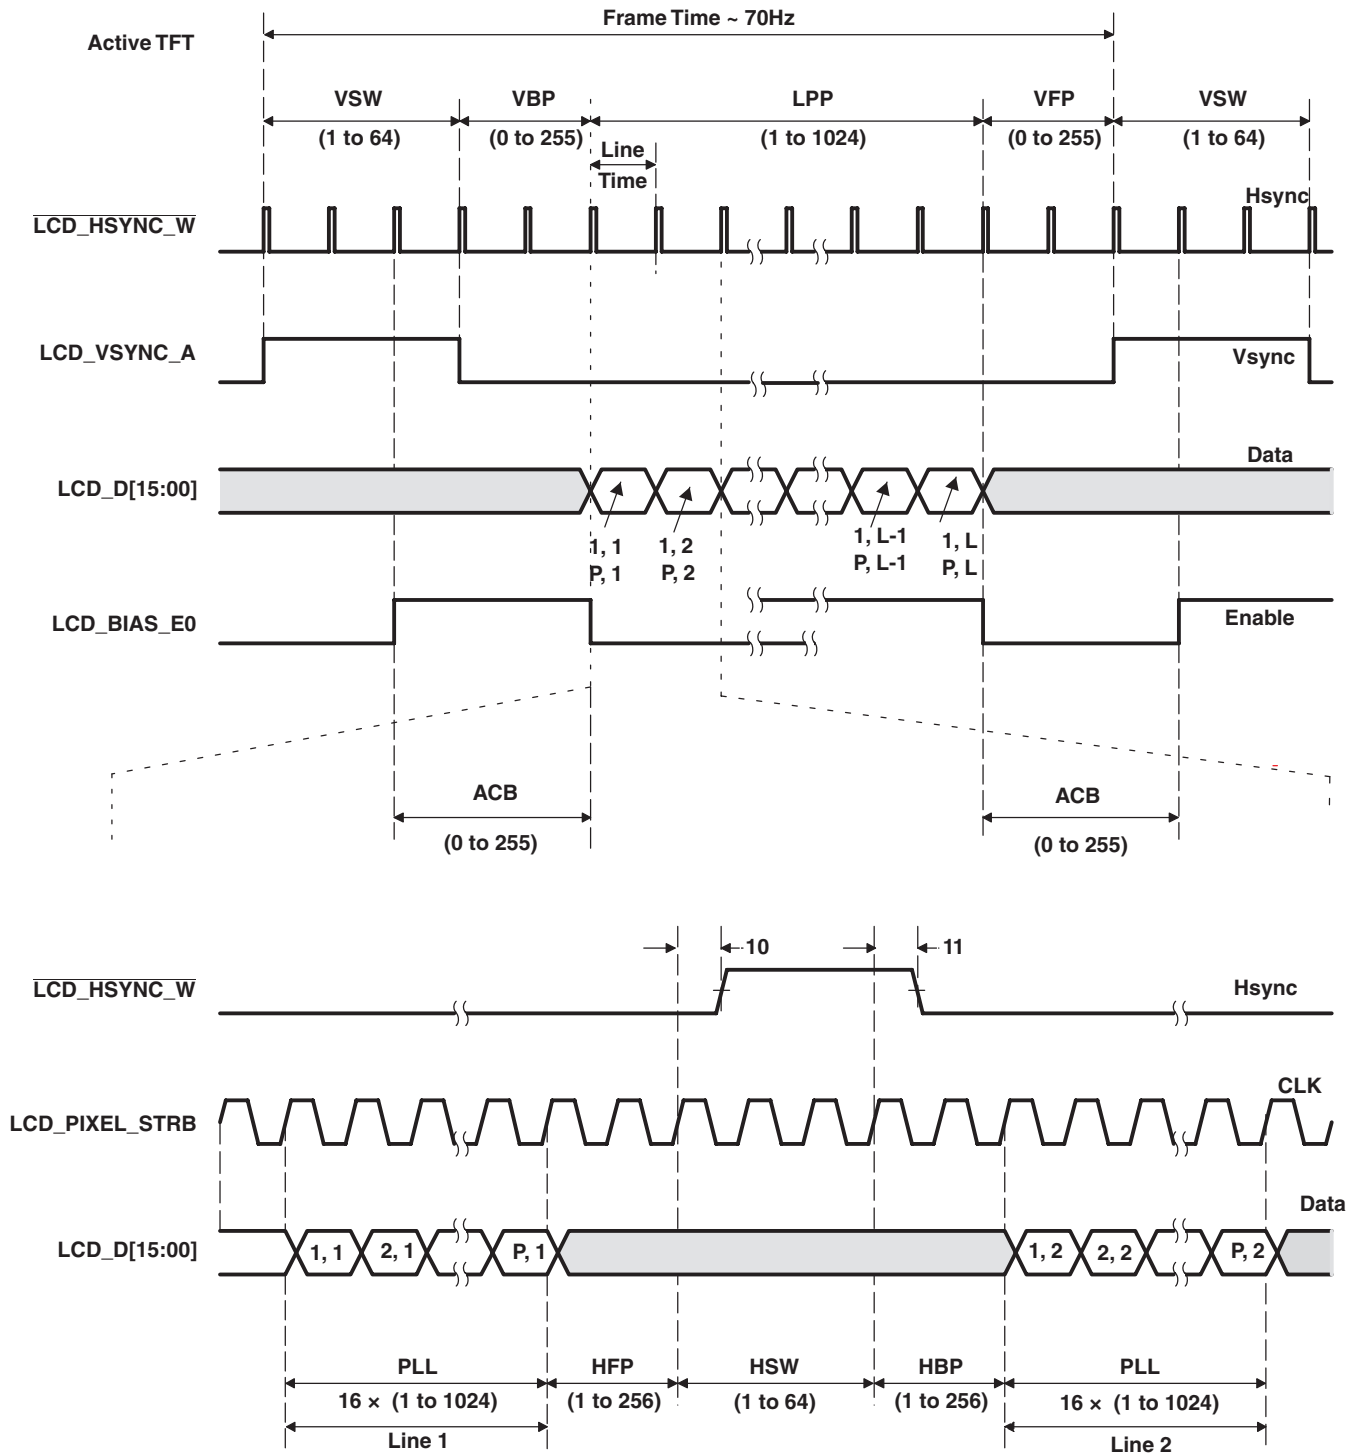 Frame Time ~ 70Hz
Active TFT
VSW VBP LPP VFP VSW
(1 to 64) (0 to 255) (1 to 1024) (0 to 255) (1 to 64)
Line
Time
Hsync
LCD_HSYNC_W
LCD_VSYNC_A
Vsync
Data
LCD_D[15:00]
1, 1 1, 2 1, L-1 1, L
P, 1 P, 2 P, L-1 P, L
LCD_BIAS_E0
Enable
ACB ACB
(0 to 255) (0 to 255)
10 11
LCD_HSYNC_W
Hsync
CLK
LCD_PIXEL_STRB
Data
LCD_D[15:00]
1, 1 2, 1 P, 1 1, 2 2, 2 P, 2
PLL HFP HSW HBP PLL
16 × (1 to 1024) (1 to 256) (1 to 64) (1 to 256) 16 × (1 to 1024)
Line 1 Line 2